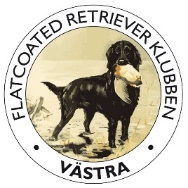 FLATCOATED RETRIEVER KLUBBEN
• VÄSTRA •